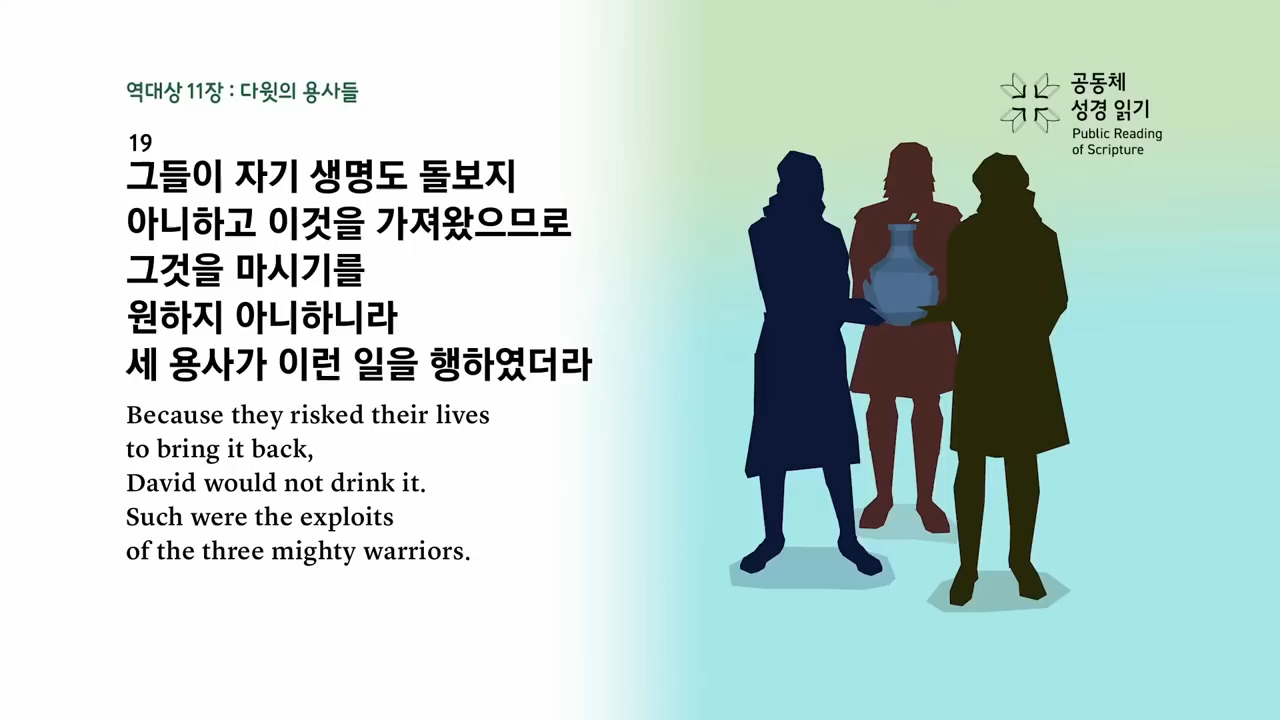 역대상 11장 : 다윗의 용사들
19
그들이 자기 생명도 돌보지
아니하고 이것을 가져왔으므로
그것을 마시기를
원하지 아니하니라
세 용사가 이런 일을 행하였더라
Because they risked their lives
to bring it back,
David would not drink it.
Such were the exploits
of the three mighty warriors.
공동체
성경 읽기
Public Reading
of Scripture